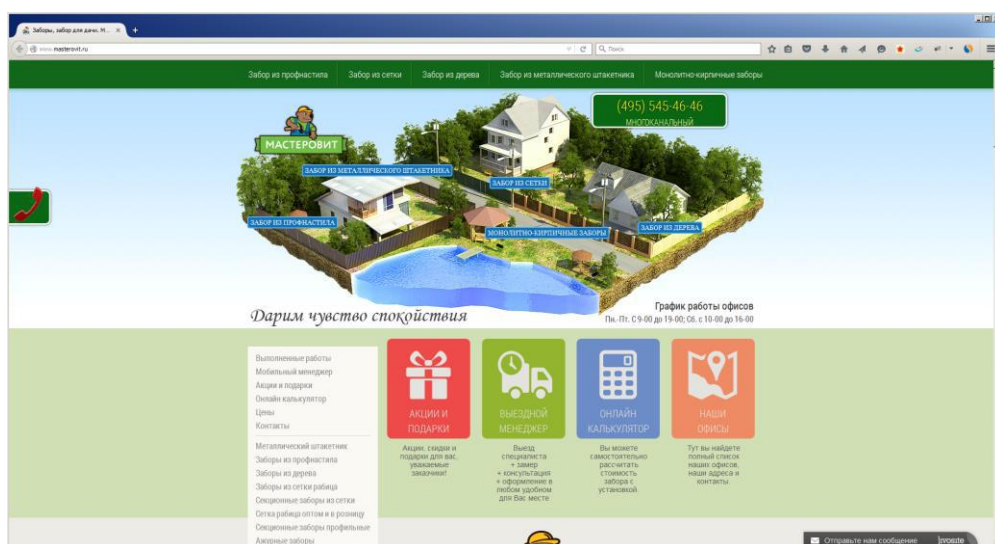 Заборы, забор для дачи. М...
www.masterovit.ru
Поиск
Забор из профнастила
Забор из сетки
Забор из дерева
Забор из металлического штакетника
Монолитно-кирпичные заборы
(495) 545-46-46
МНОГОКАНАЛЬНЫЙ
МАСТЕРОВИТ
ЗАБОР ИЗ МЕТАЛЛИЧЕСКОГО ШТАКЕТНИКА
ЗАБОР ИЗ СЕТКИ
ЗАБОР ИЗ ПРОФНАСТИЛА
МОНОЛИТНО-КИРПИЧНЫЕ ЗАБОРЫ
ЗАБОР ИЗ ДЕРЕВА
Дарим чувство спокойствия
График работы офисов
Пн.-Пт. С 9-00 до 19-00; Сб. с 10-00 до 16-00
Выполненные работы
Мобильный менеджер
Акции и подарки
Онлайн калькулятор
Цены
Контакты
Металлический штакетник
Заборы из профнастила
Заборы из дерева
Заборы из сетки рабица
Секционные заборы из сетки
Сетка рабица оптом и в розницу
Секционные заборы профильные
Ажурные заборы
АКЦИИ И
ПОДАРКИ
Акции, скидки и
подарки для вас,
уважаемые
заказчики!
ВЫЕЗДНОЙ
МЕНЕДЖЕР
Выезд
специалиста
+ замер
+ консультация
+ оформление в
любом удобном
для Вас месте
ОНЛАЙН
КАЛЬКУЛЯТОР
Вы можете
самостоятельно
рассчитать
стоимость
забора с
установкой.
НАШИ
ОФИСЫ
Тут вы найдете
полный список
наших офисов,
наши адреса и
контакты.
Отправьте нам сообщение
jivosite